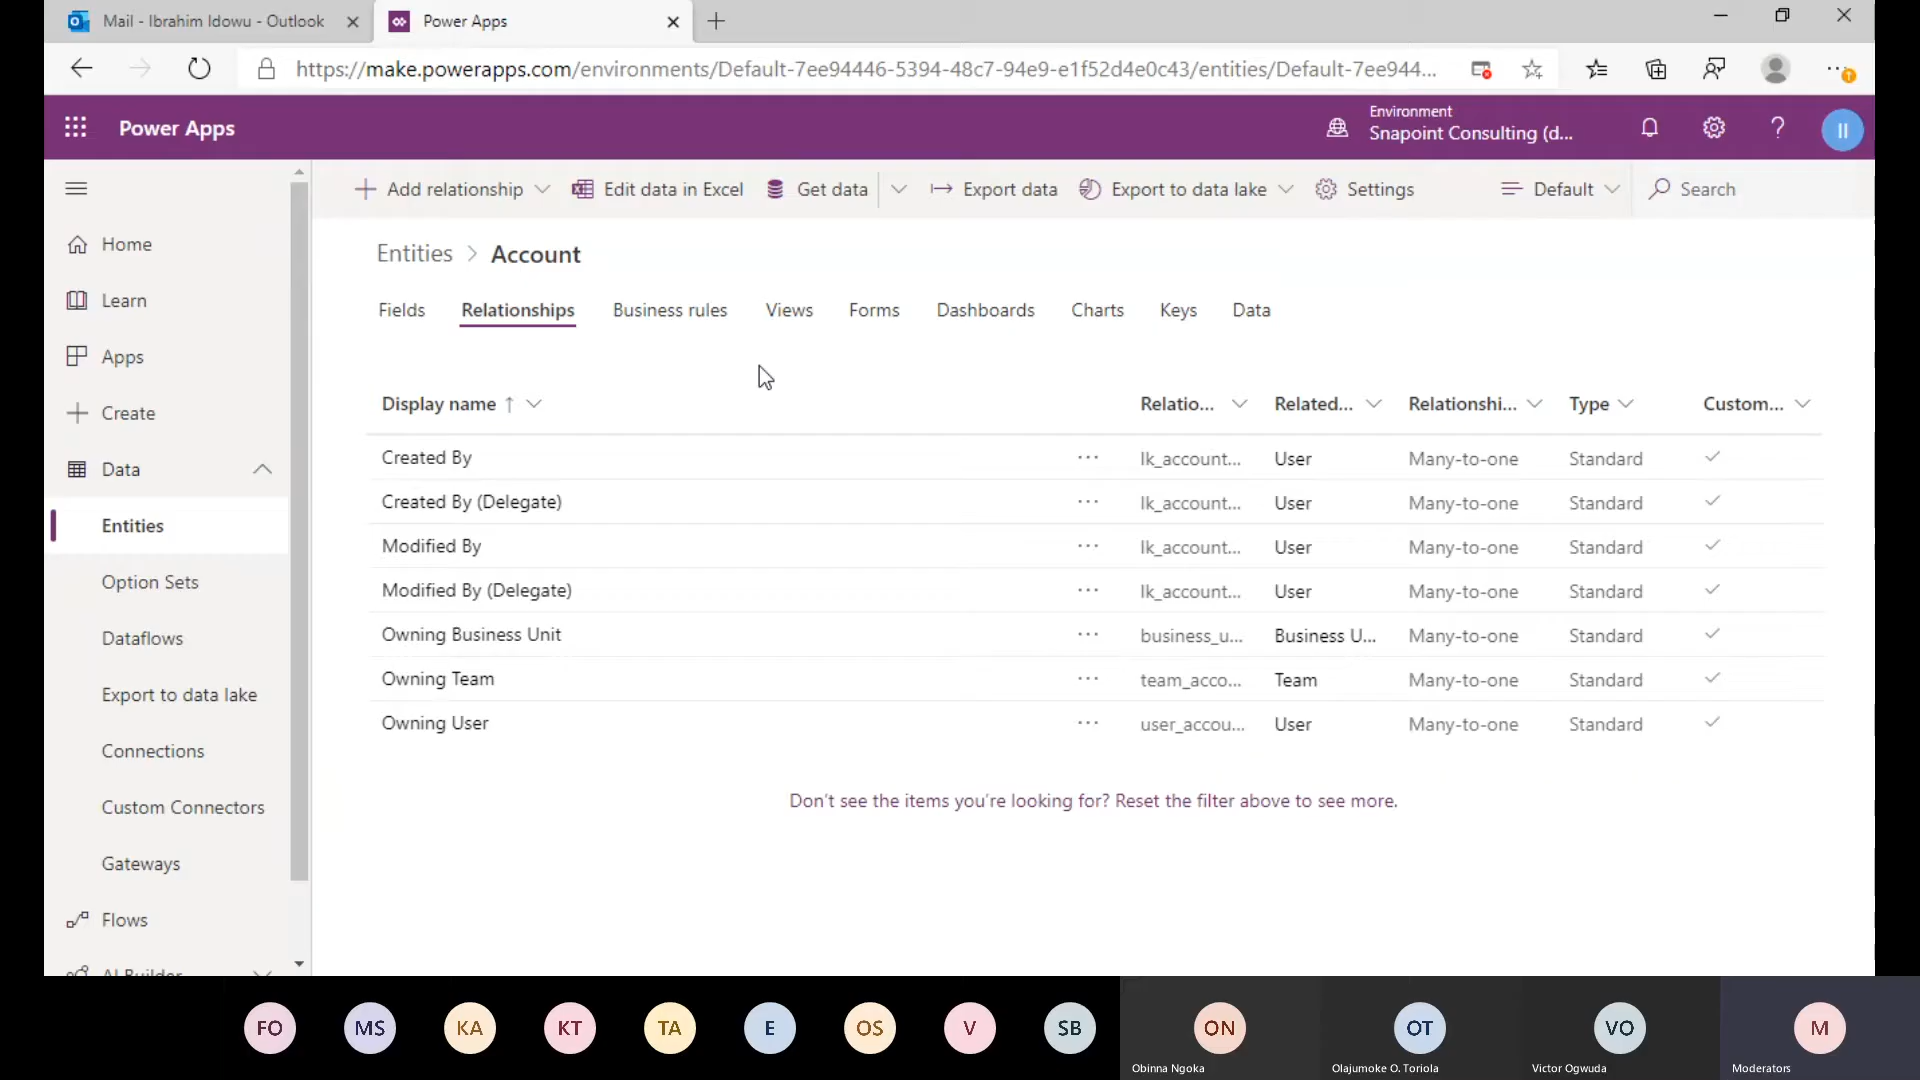 Mail - Ibrahim Idowu - Outlook
Power Apps
https://make.powerapps.com/environments/Default-7ee94446-5394-48c7-94e9-e1f52d4e0c43/entities/Default-7ee944...
Power Apps
Environment
Snapoint Consulting (d...
II
Add relationship
Edit data in Excel
Get data
Export data
Export to data lake
Settings
Default
Search
Home
Learn
Apps
Create
Data
Entities
Option Sets
Dataflows
Export to data lake
Connections
Custom Connectors
Gateways
Flows
AI Builder
Entities > Account
Fields Relationships Business rules Views Forms Dashboards Charts Keys Data
Display name Relatio... Related... Relationshi... Type Custom...
Created By ... lk_account... User Many-to-one Standard
Created By (Delegate) ... lk_account... User Many-to-one Standard
Modified By ... lk_account... User Many-to-one Standard
Modified By (Delegate) ... lk_account... User Many-to-one Standard
Owning Business Unit ... business_u... Business U... Many-to-one Standard
Owning Team ... team_acco... Team Many-to-one Standard
Owning User ... user_accou... User Many-to-one Standard
Don't see the items you're looking for? Reset the filter above to see more.
FO MS KA KT TA E OS V SB ON OT VO M
Obinna Ngoka Olajumoke O. Toriola Victor Ogwuda Moderators